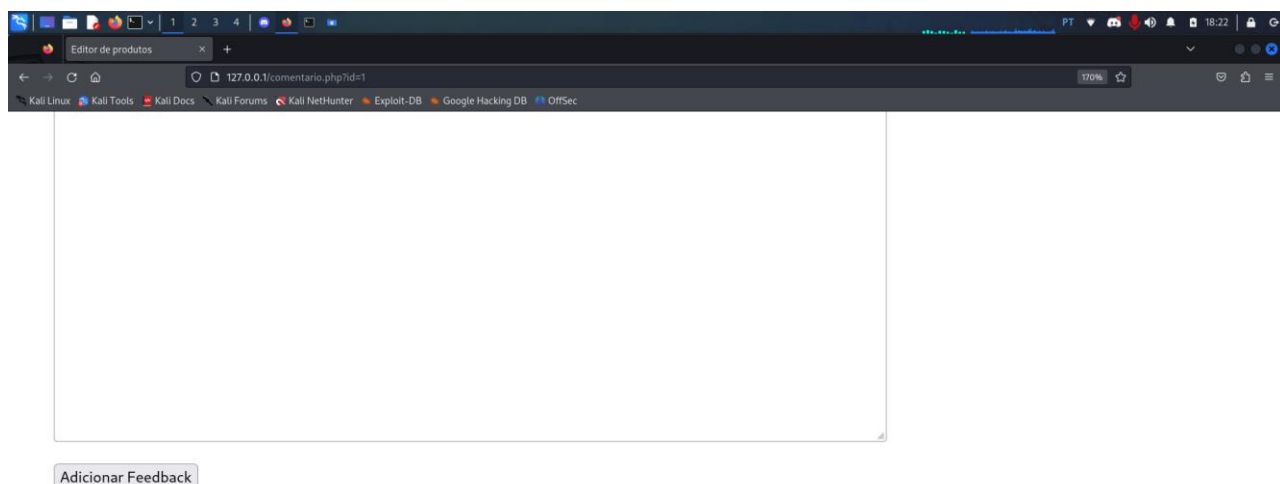 1 2 3 4 PT 18:22
Editor de produtos
127.0.0.1/comentario.php?id=1 170%
Kali Linux Kali Tools Kali Docs Kali Forums Kali NetHunter Exploit-DB Google Hacking DB OffSec
Adicionar Feedback